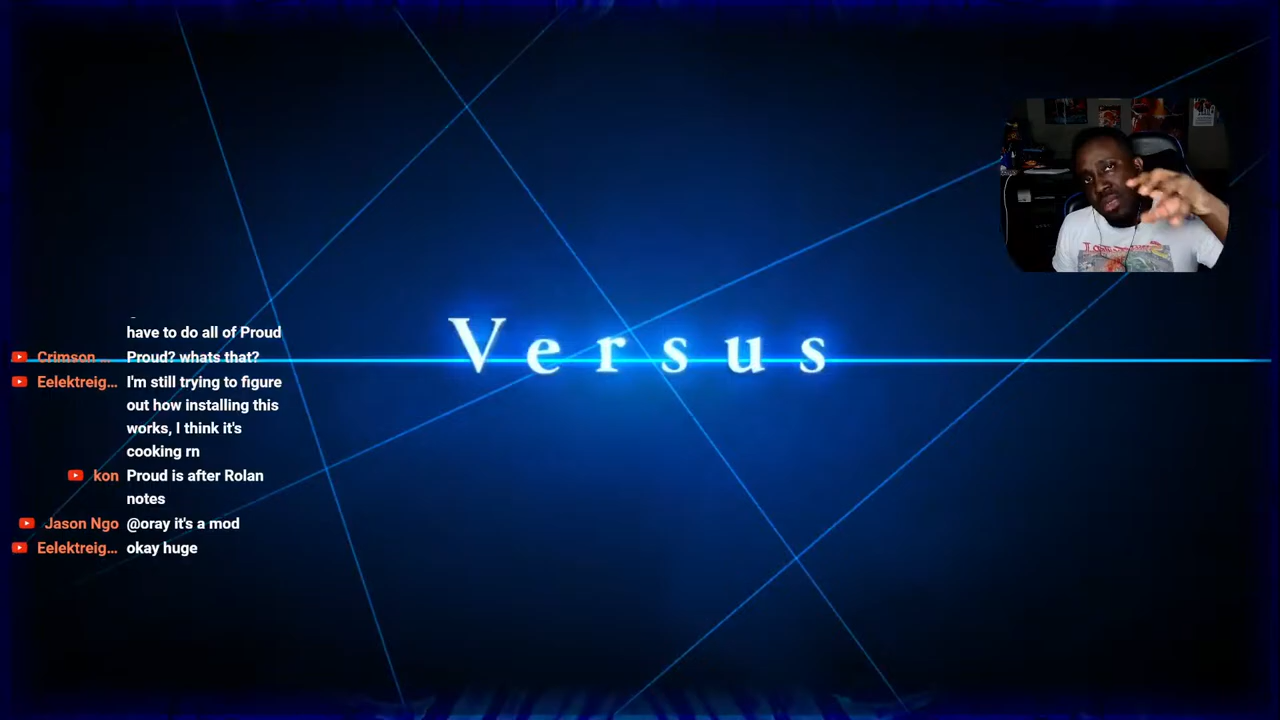 have to do all of Proud
Crimson ... Proud? whats that?
Eelektreig... I'm still trying to figure
out how installing this
works, I think it's
cooking rn
kon Proud is after Rolan
notes
Jason Ngo @oray it's a mod
Eelektreig... okay huge
Versus